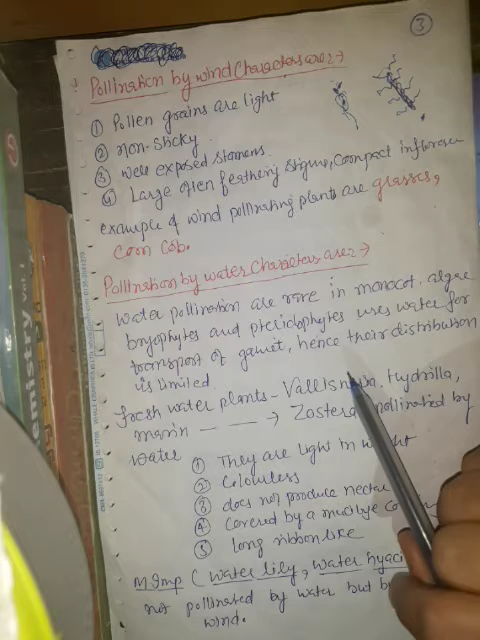 3
Pollination by wind Characters are:→
① Pollen grains are light
② non-sticky.
③ well exposed stamens.
④ Large often feathery stigma, compact inflorescen
example of wind pollinating plants are grasses,
Corn Cob.
Pollination by water Characters are:→
Water pollination are rare in monocot. algae
bryophytes and pteridophytes uses water for
transport of gamet, hence their distribution
is limited.
fresh water plants - Vallisneria, Hydrilla,
marin — — → Zostera pollinated by
water
① They are light in weight
② Colourless
③ does not produce nectar
④ covered by a
⑤ long ribbon like
M.Imp ( water lily, water hyaci
not pollinated by water but b
wind.